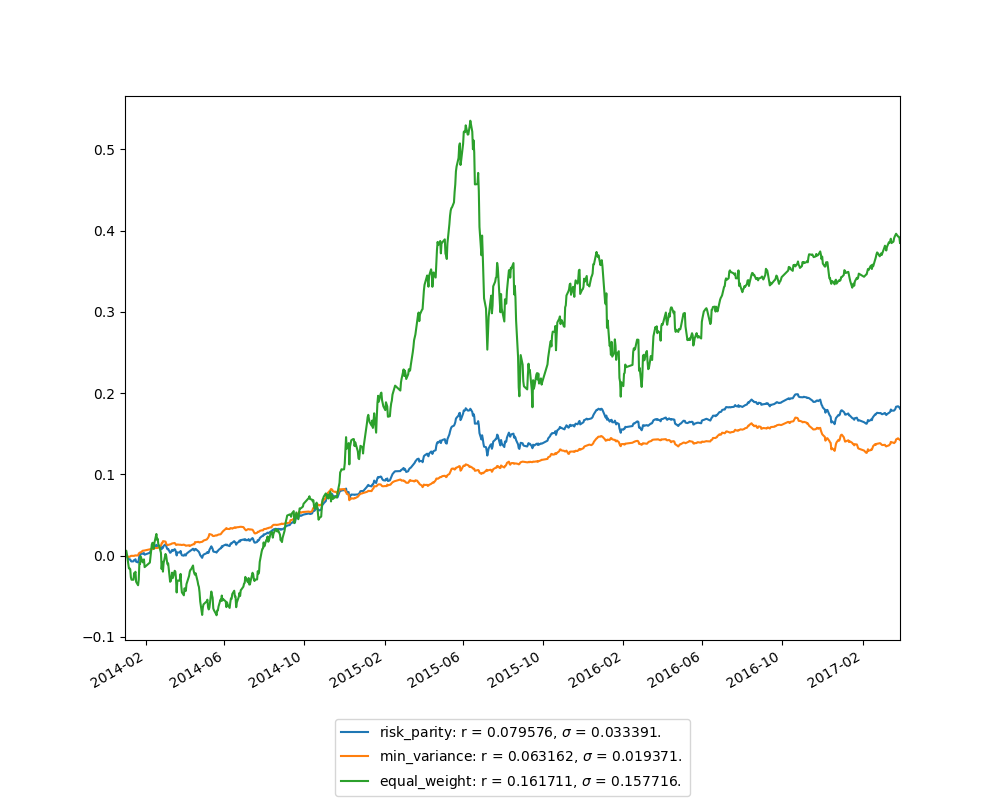 0.5
0.4
0.3
0.2
0.1
0.0
−0.1
2014-02 2014-06 2014-10 2015-02 2015-06 2015-10 2016-02 2016-06 2016-10 2017-02
risk_parity: r = 0.079576, σ = 0.033391.
min_variance: r = 0.063162, σ = 0.019371.
equal_weight: r = 0.161711, σ = 0.157716.